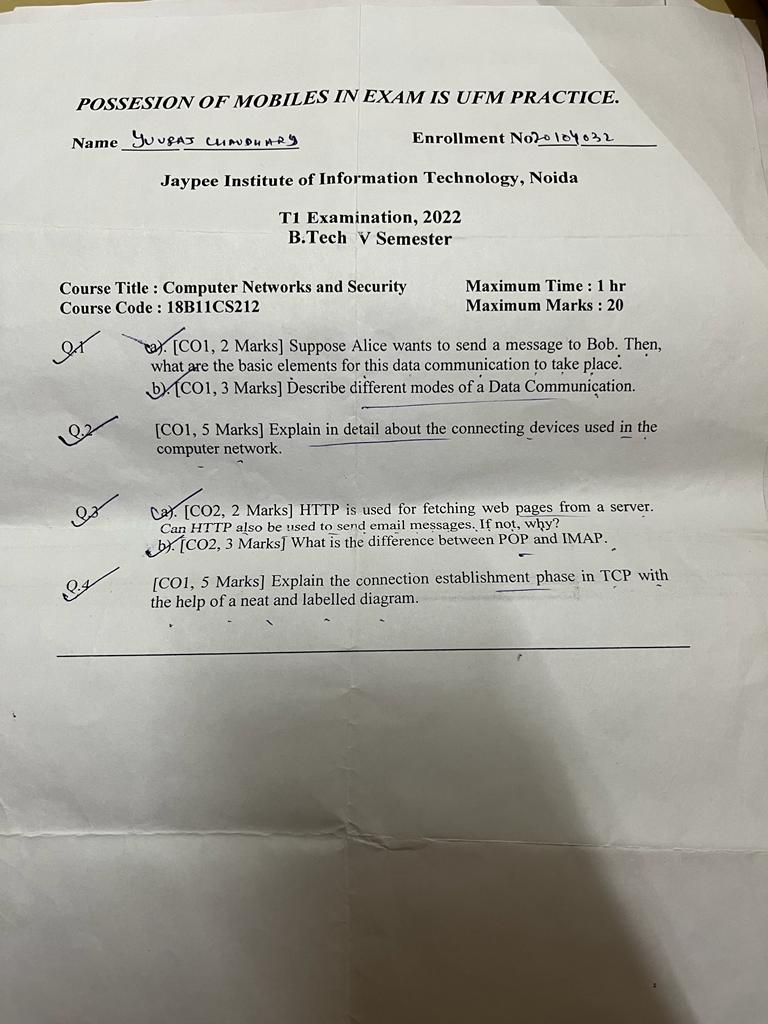 POSSESION OF MOBILES IN EXAM IS UFM PRACTICE.
Name YUVRAJ CHAUDHARY Enrollment No 20104032
Jaypee Institute of Information Technology, Noida
T1 Examination, 2022
B.Tech V Semester
Course Title : Computer Networks and Security Maximum Time : 1 hr
Course Code : 18B11CS212 Maximum Marks : 20
Q.1 (a). [CO1, 2 Marks] Suppose Alice wants to send a message to Bob. Then,
what are the basic elements for this data communication to take place.
b). [CO1, 3 Marks] Describe different modes of a Data Communication.
Q.2 [CO1, 5 Marks] Explain in detail about the connecting devices used in the
computer network.
Q.3 (a). [CO2, 2 Marks] HTTP is used for fetching web pages from a server.
Can HTTP also be used to send email messages. If not, why?
b). [CO2, 3 Marks] What is the difference between POP and IMAP.
Q.4 [CO1, 5 Marks] Explain the connection establishment phase in TCP with
the help of a neat and labelled diagram.